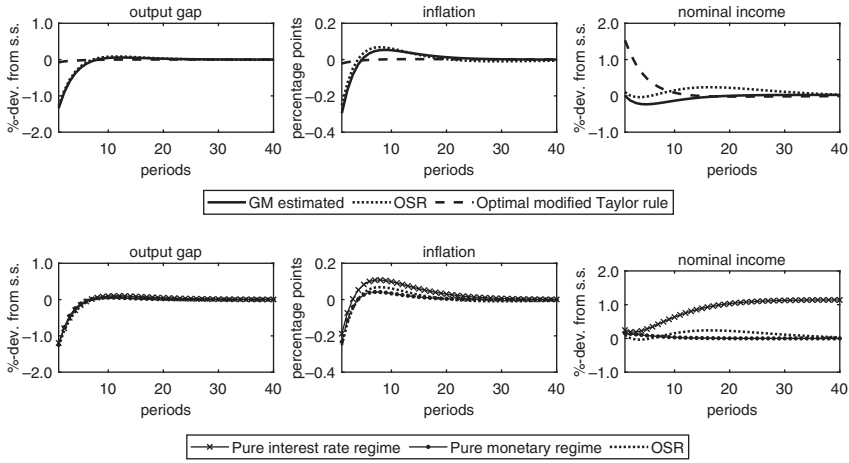 output gap
%-dev. from s.s.
1.0
0
−1.0
−2.0
10 20 30 40
periods
inflation
percentage points
0.2
0
−0.2
−0.4
10 20 30 40
periods
nominal income
%-dev. from s.s.
2.0
1.0
0
−1.0
10 20 30 40
periods
GM estimated OSR Optimal modified Taylor rule
output gap
%-dev. from s.s.
1.0
0
−1.0
−2.0
10 20 30 40
periods
inflation
percentage points
0.2
0
−0.2
−0.4
10 20 30 40
periods
nominal income
%-dev. from s.s.
2.0
1.0
0
−1.0
10 20 30 40
periods
Pure interest rate regime Pure monetary regime OSR